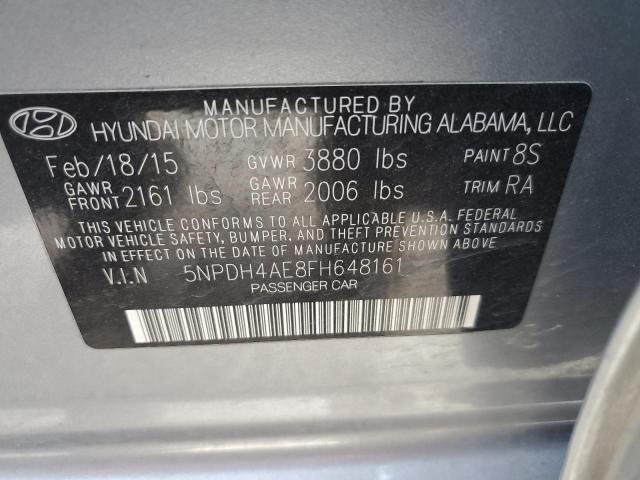 MANUFACTURED BY
HYUNDAI MOTOR MANUFACTURING ALABAMA, LLC
Feb/18/15 GVWR 3880 lbs PAINT 8S
GAWR FRONT 2161 lbs GAWR REAR 2006 lbs TRIM RA
THIS VEHICLE CONFORMS TO ALL APPLICABLE U.S.A. FEDERAL
MOTOR VEHICLE SAFETY, BUMPER, AND THEFT PREVENTION STANDARDS
IN EFFECT ON THE DATE OF MANUFACTURE SHOWN ABOVE.
V.I.N 5NPDH4AE8FH648161
PASSENGER CAR